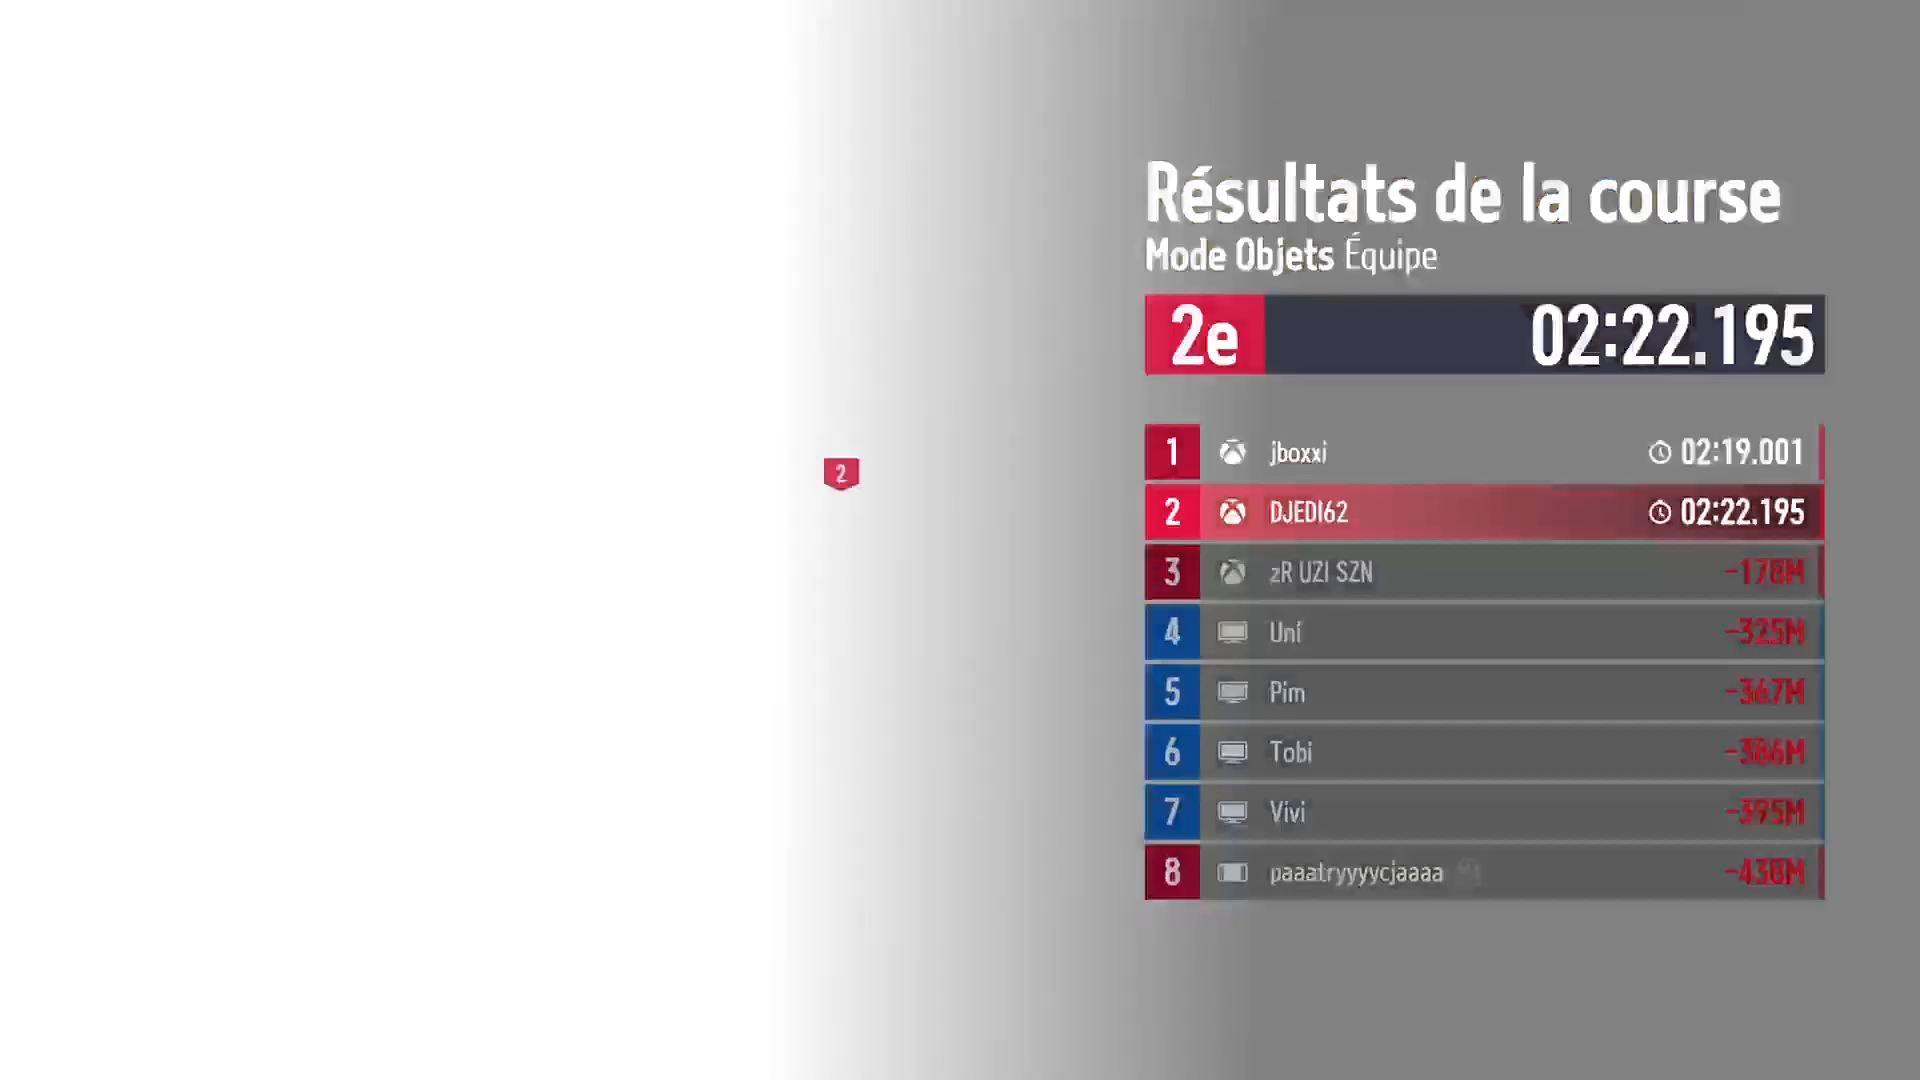 Résultats de la course
Mode Objets Équipe
2e 02:22.195
1 jboxxi 02:19.001
2
2 DJEDI62 02:22.195
3 zR UZI SZN -178M
4 Uni -325M
5 Pim -367M
6 Tobi -386M
7 Vivi -395M
8 paaatryyyycjaaaa -438M